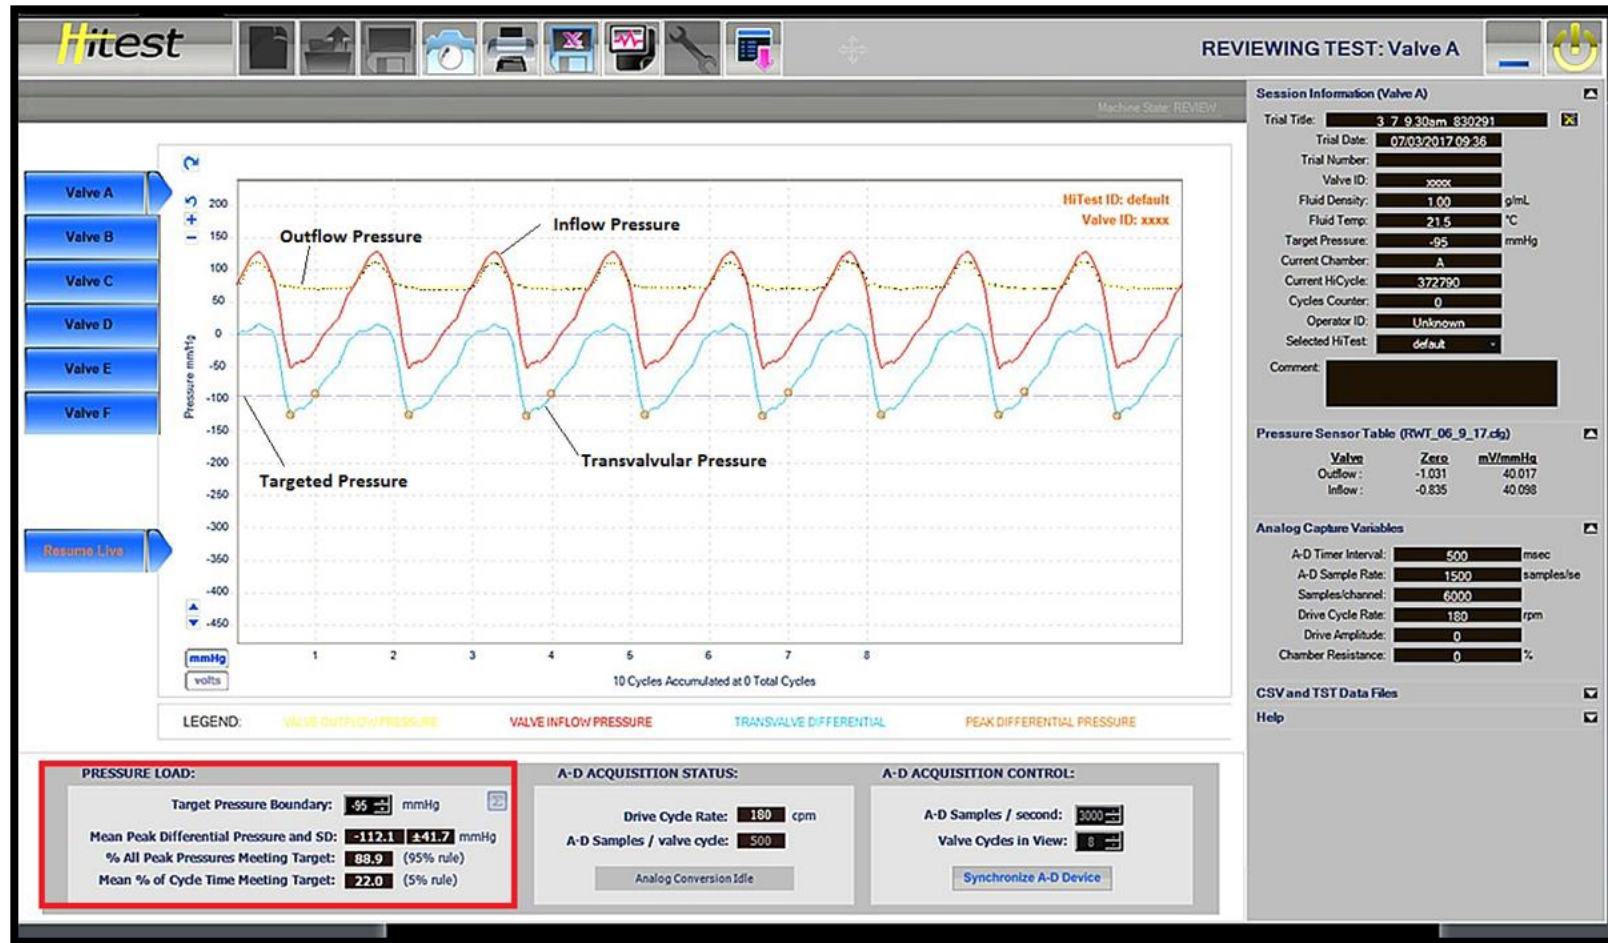 Hitest
REVIEWING TEST: Valve A
Machine State: REVIEW
Valve A
Valve B
Valve C
Valve D
Valve E
Valve F
Resume Live
HiTest ID: default
Valve ID: xxxx
Outflow Pressure
Inflow Pressure
Targeted Pressure
Transvalvular Pressure
Pressure mm/Hg
200
150
100
50
0
-50
-100
-150
-200
-250
-300
-350
-400
-450
1 2 3 4 5 6 7 8
mmHg
volts
10 Cycles Accumulated at 0 Total Cycles
LEGEND: VALVE OUTFLOW PRESSURE VALVE INFLOW PRESSURE TRANSVALVE DIFFERENTIAL PEAK DIFFERENTIAL PRESSURE
PRESSURE LOAD:
Target Pressure Boundary: -95 mmHg
Mean Peak Differential Pressure and SD: -112.1 ±41.7 mmHg
% All Peak Pressures Meeting Target: 88.9 (95% rule)
Mean % of Cycle Time Meeting Target: 22.0 (5% rule)
A-D ACQUISITION STATUS:
Drive Cycle Rate: 180 cpm
A-D Samples / valve cycle: 500
Analog Conversion Idle
A-D ACQUISITION CONTROL:
A-D Samples / second: 3000
Valve Cycles in View: 8
Synchronize A-D Device
Session Information (Valve A)
Trial Title: 3 7 9.30am 830291
Trial Date: 07/03/2017 09:36
Trial Number:
Valve ID: xxxx
Fluid Density: 1.00 g/mL
Fluid Temp: 21.5 °C
Target Pressure: -95 mmHg
Current Chamber: A
Current HiCycle: 372790
Cycles Counter: 0
Operator ID: Unknown
Selected HiTest: default
Comment:
Pressure Sensor Table (RWT_06_9_17.cfg)
Valve Zero mV/mmHg
Outflow : -1.031 40.017
Inflow : -0.835 40.098
Analog Capture Variables
A-D Timer Interval: 500 msec
A-D Sample Rate: 1500 samples/se
Samples/channel: 6000
Drive Cycle Rate: 180 rpm
Drive Amplitude: 0
Chamber Resistance: 0 %
CSV and TST Data Files
Help